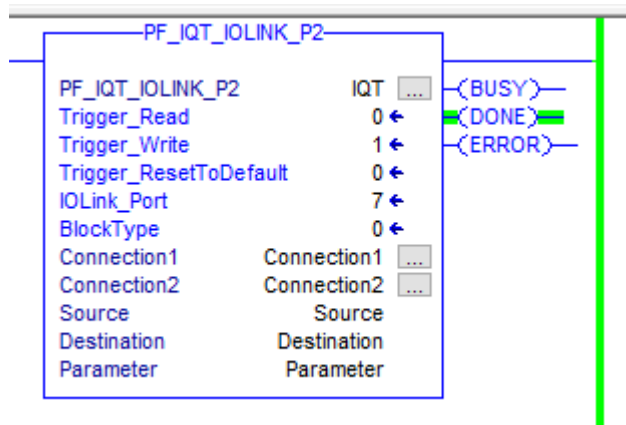 PF_IQT_IOLINK_P2
PF_IQT_IOLINK_P2 IQT ... (BUSY)
Trigger_Read 0 (DONE)
Trigger_Write 1 (ERROR)
Trigger_ResetToDefault 0
IOLink_Port 7
BlockType 0
Connection1 Connection1 ...
Connection2 Connection2 ...
Source Source
Destination Destination
Parameter Parameter